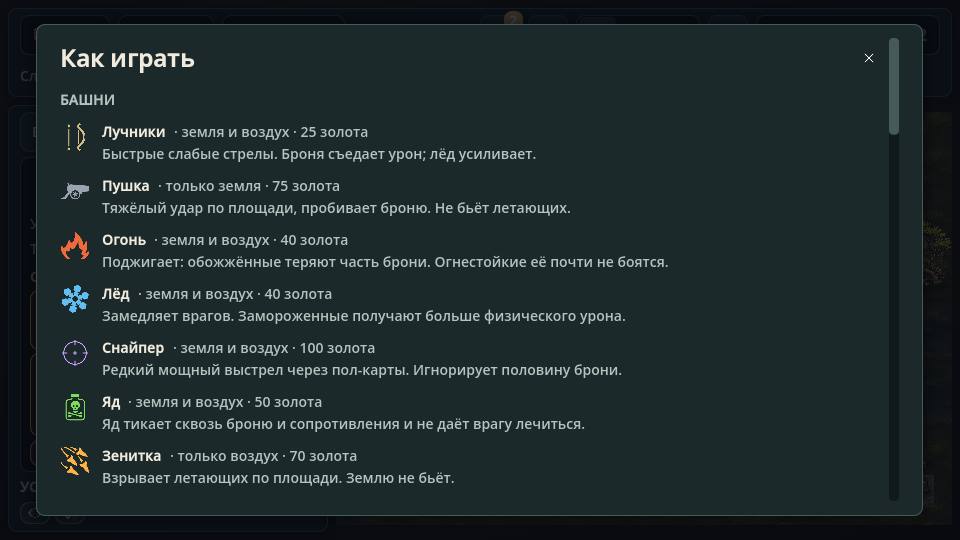 Как играть
×
БАШНИ
Лучники · земля и воздух · 25 золота
Быстрые слабые стрелы. Броня съедает урон; лёд усиливает.
Пушка · только земля · 75 золота
Тяжёлый удар по площади, пробивает броню. Не бьёт летающих.
Огонь · земля и воздух · 40 золота
Поджигает: обожжённые теряют часть брони. Огнестойкие её почти не боятся.
Лёд · земля и воздух · 40 золота
Замедляет врагов. Замороженные получают больше физического урона.
Снайпер · земля и воздух · 100 золота
Редкий мощный выстрел через пол-карты. Игнорирует половину брони.
Яд · земля и воздух · 50 золота
Яд тикает сквозь броню и сопротивления и не даёт врагу лечиться.
Зенитка · только воздух · 70 золота
Взрывает летающих по площади. Землю не бьёт.